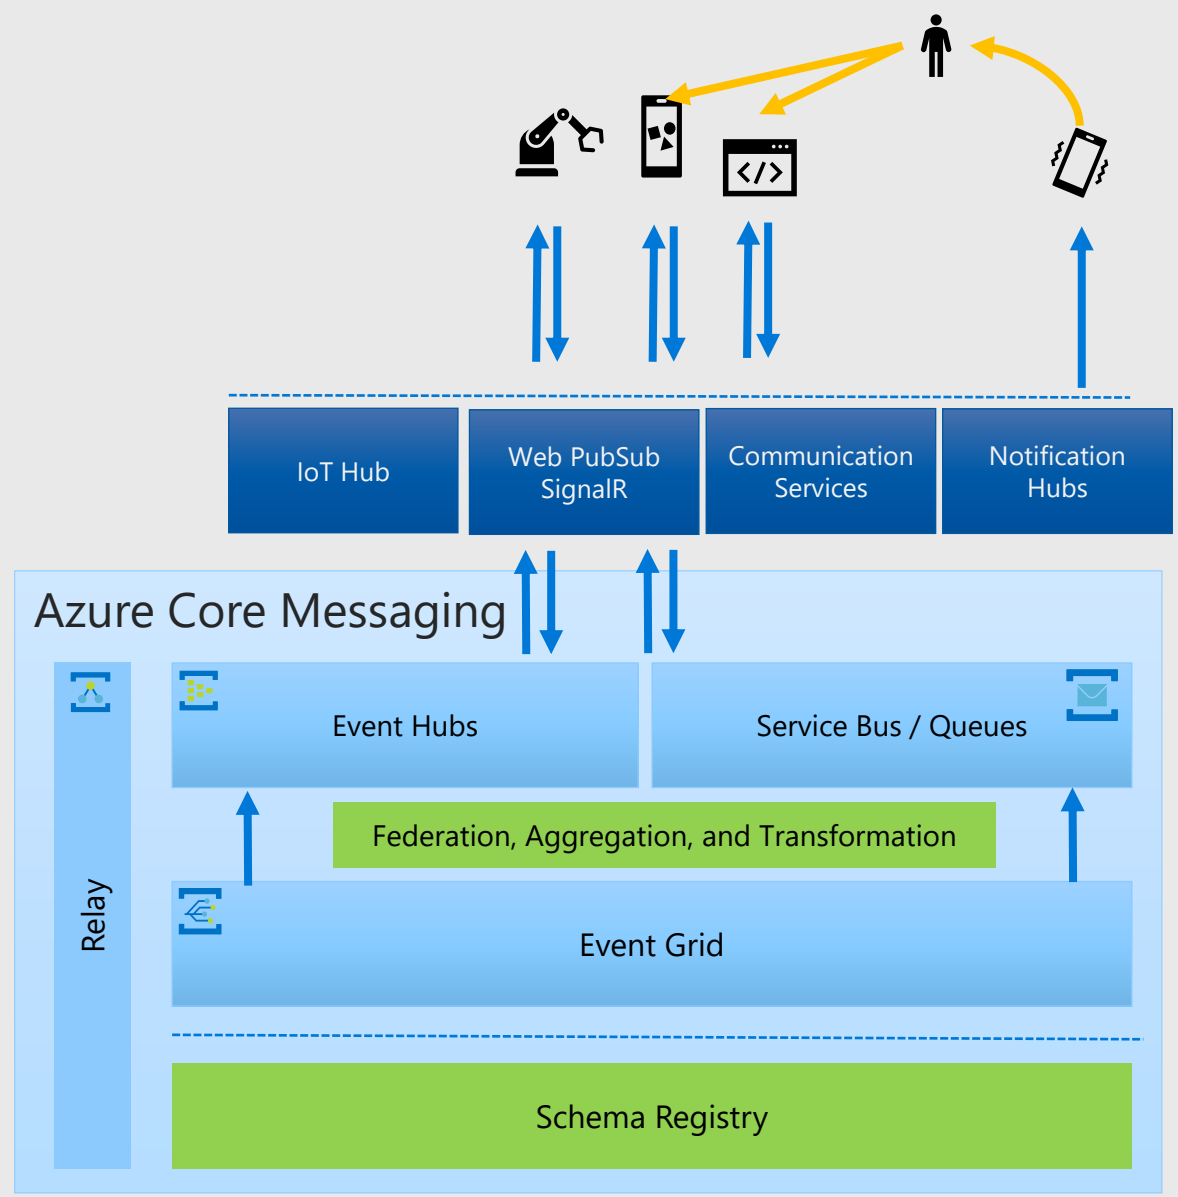 </>
IoT Hub
Web PubSub
SignalR
Communication
Services
Notification
Hubs
Azure Core Messaging
Relay
Event Hubs
Service Bus / Queues
Federation, Aggregation, and Transformation
Event Grid
Schema Registry